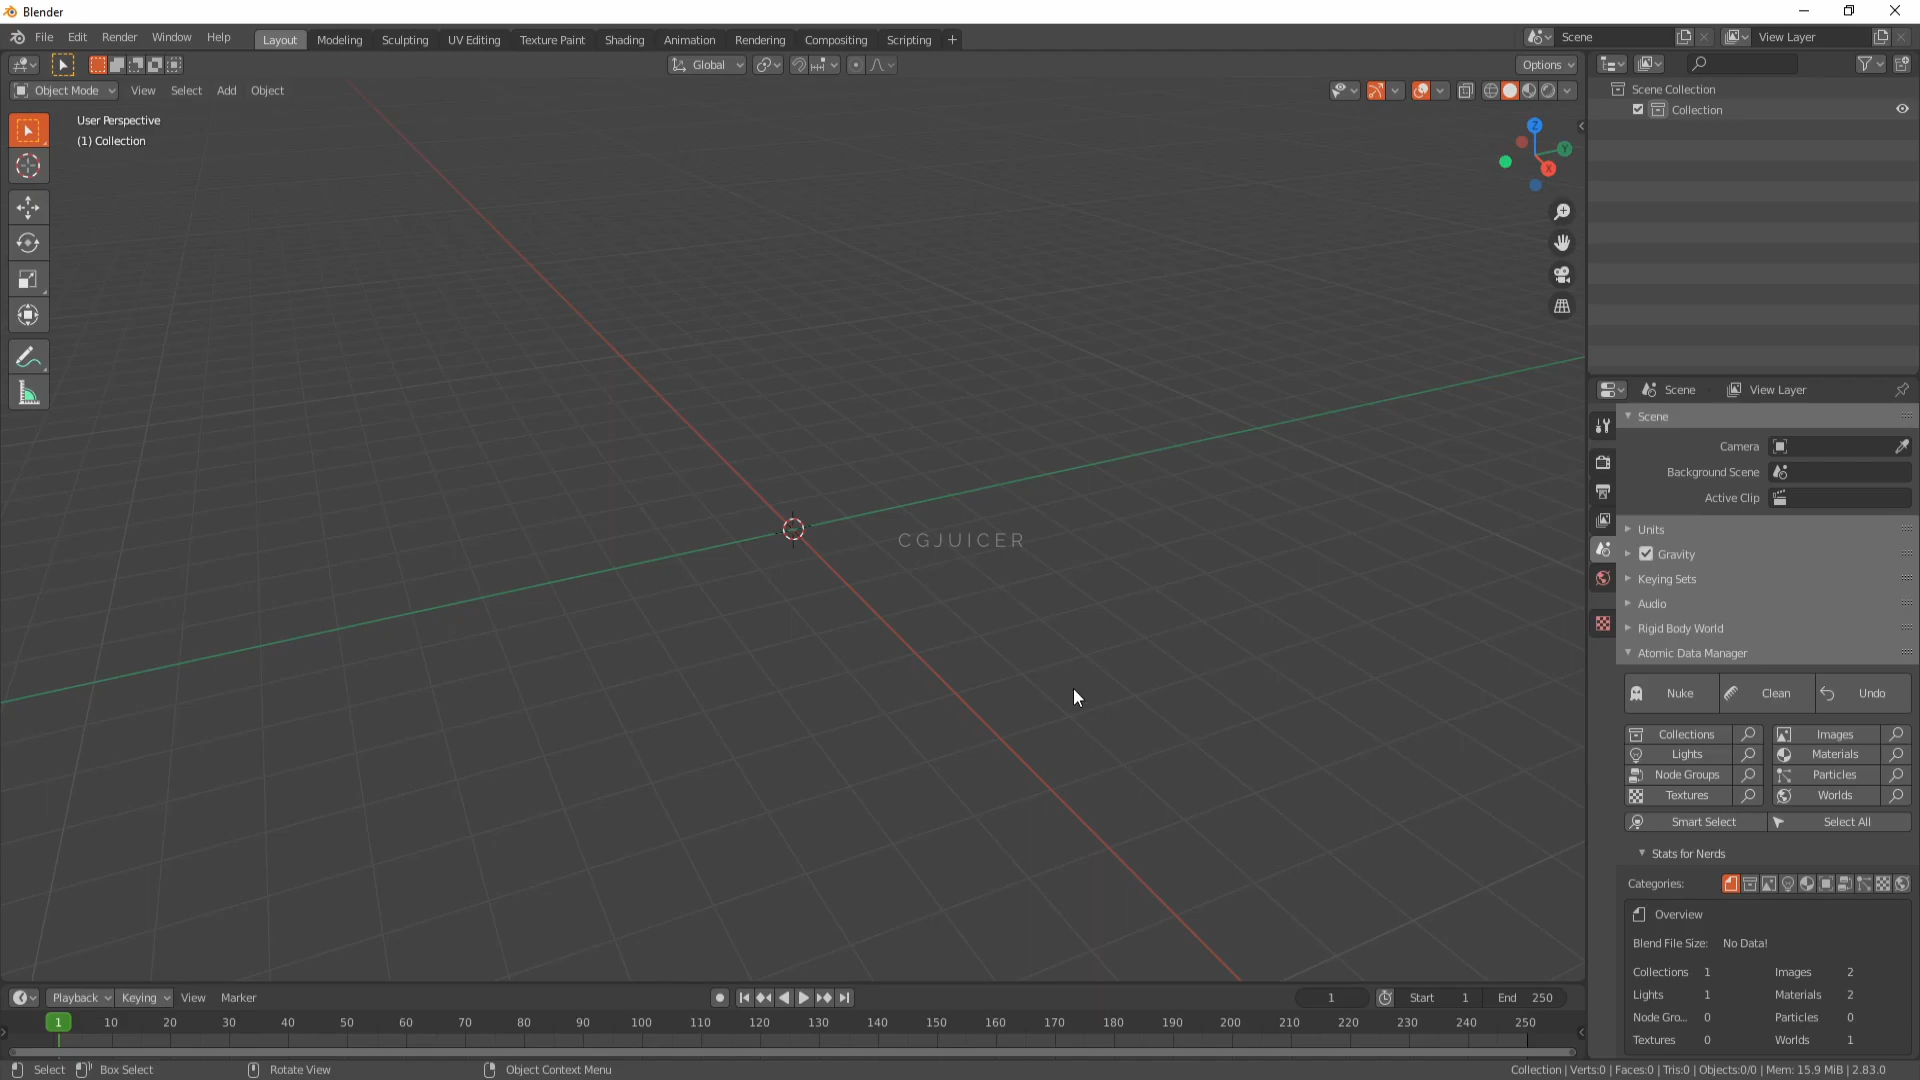 Blender
File Edit Render Window Help Layout Modeling Sculpting UV Editing Texture Paint Shading Animation Rendering Compositing Scripting + Scene View Layer
Global Options
Object Mode View Select Add Object
User Perspective
(1) Collection
Z
Y
X
CGJUICER
Scene Collection
Collection
Scene View Layer
Scene
Camera
Background Scene
Active Clip
Units
Gravity
Keying Sets
Audio
Rigid Body World
Atomic Data Manager
Nuke Clean Undo
Collections Images
Lights Materials
Node Groups Particles
Textures Worlds
Smart Select Select All
Stats for Nerds
Categories:
Overview
Blend File Size: No Data!
Collections 1 Images 2
Lights 1 Materials 2
Node Gro... 0 Particles 0
Textures 0 Worlds 1
Playback Keying View Marker 1 Start 1 End 250
1 10 20 30 40 50 60 70 80 90 100 110 120 130 140 150 160 170 180 190 200 210 220 230 240 250
Select Box Select Rotate View Object Context Menu Collection | Verts:0 | Faces:0 | Tris:0 | Objects:0/0 | Mem: 15.9 MiB | 2.83.0